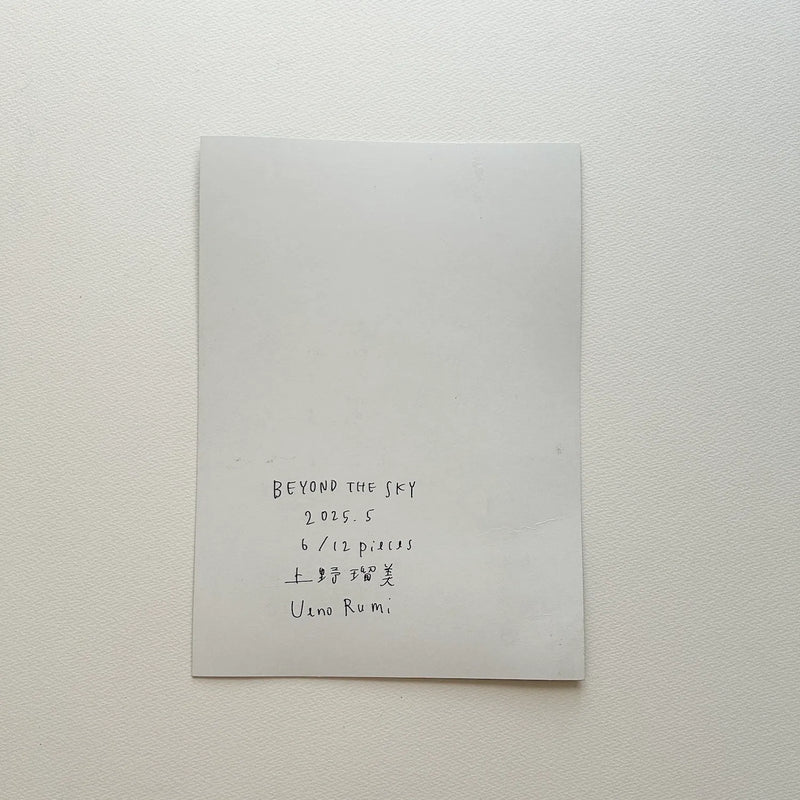 BEYOND THE SKY
2025.5
6/12 pieces
上野瑠美
Ueno Rumi